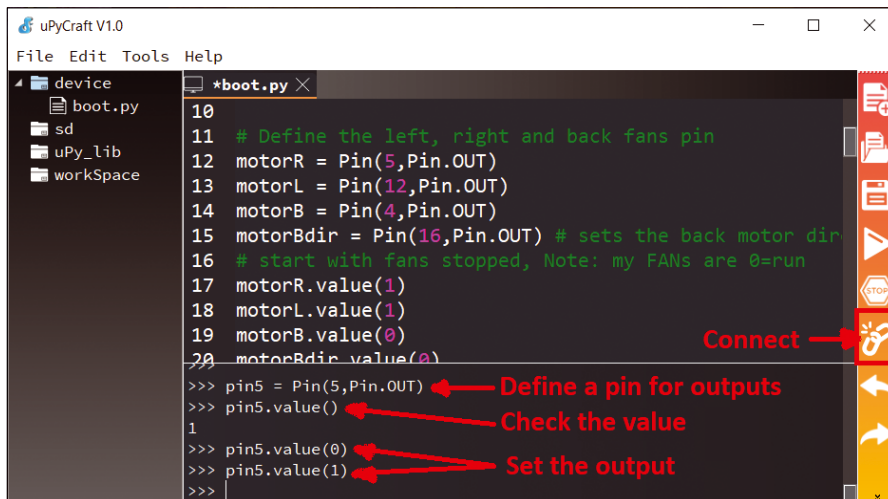 uPyCraft V1.0
File Edit Tools Help
device
boot.py
sd
uPy_lib
workSpace
*boot.py
10
11 # Define the left, right and back fans pin
12 motorR = Pin(5,Pin.OUT)
13 motorL = Pin(12,Pin.OUT)
14 motorB = Pin(4,Pin.OUT)
15 motorBdir = Pin(16,Pin.OUT) # sets the back motor dire
16 # start with fans stopped, Note: my FANs are 0=run
17 motorR.value(1)
18 motorL.value(1)
19 motorB.value(0)
20 motorBdir.value(0)
>>>
>>> pin5 = Pin(5,Pin.OUT)
>>> pin5.value()
1
>>> pin5.value(0)
>>> pin5.value(1)
>>>
Define a pin for outputs
Check the value
Set the output
STOP
Connect